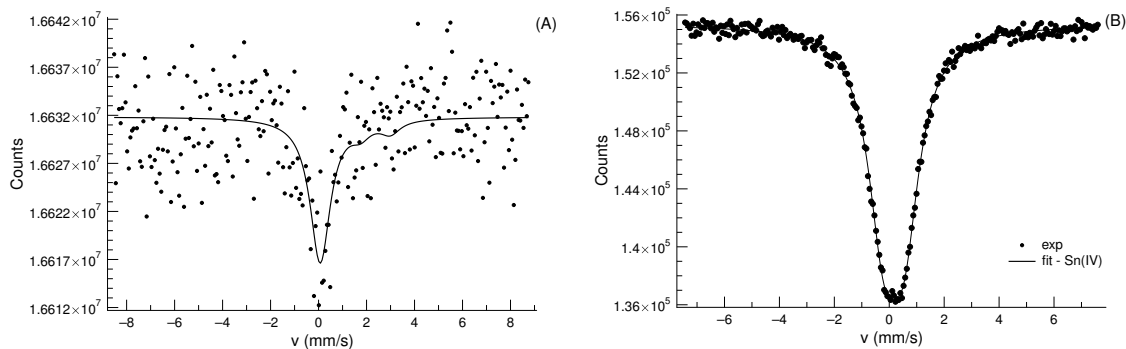 (A)
1.6642×10⁷
1.6637×10⁷
1.6632×10⁷
1.6627×10⁷
1.6622×10⁷
1.6617×10⁷
1.6612×10⁷
Counts
−8 −6 −4 −2 0 2 4 6 8
v (mm/s)
(B)
1.56×10⁵
1.52×10⁵
1.48×10⁵
1.44×10⁵
1.4×10⁵
1.36×10⁵
Counts
exp
fit - Sn(IV)
−6 −4 −2 0 2 4 6
v (mm/s)